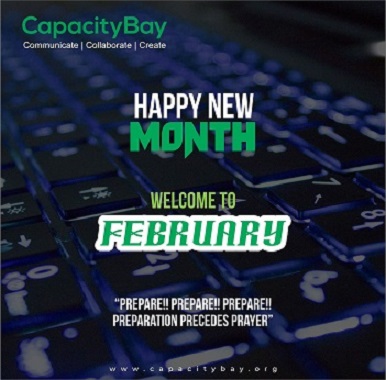 CapacityBay
Communicate | Collaborate | Create
HAPPY NEW
MONTH
WELCOME TO
FEBRUARY
"PREPARE!! PREPARE!! PREPARE!!
PREPARATION PRECEDES PRAYER"
www.capacitybay.org